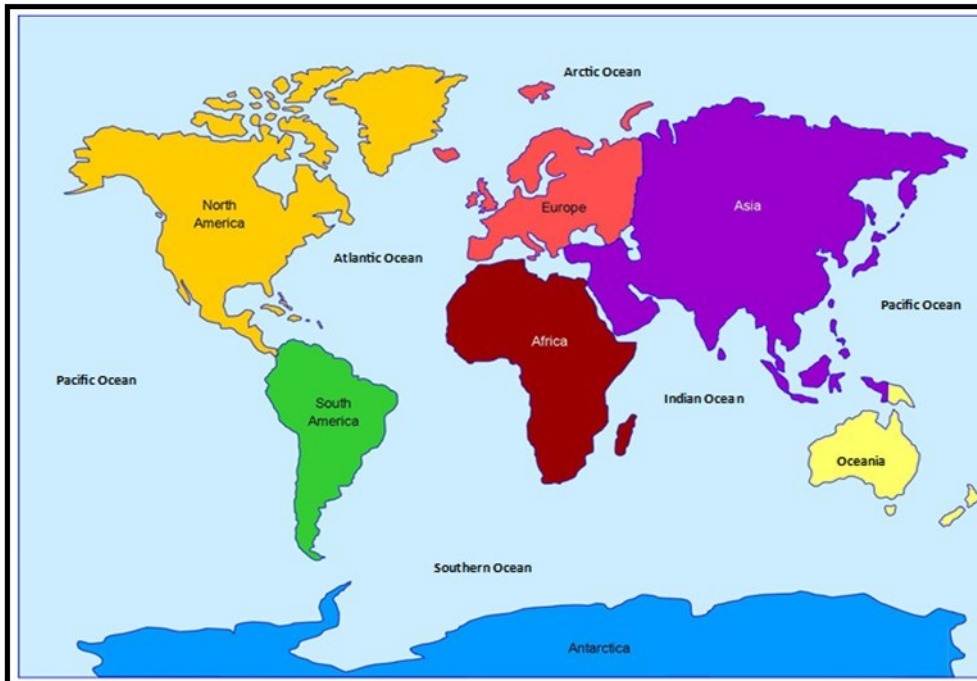 Arctic Ocean
North
America
Europe
Asia
Atlantic Ocean
Pacific Ocean
Africa
Pacific Ocean
South
America
Indian Ocean
Oceania
Southern Ocean
Antarctica